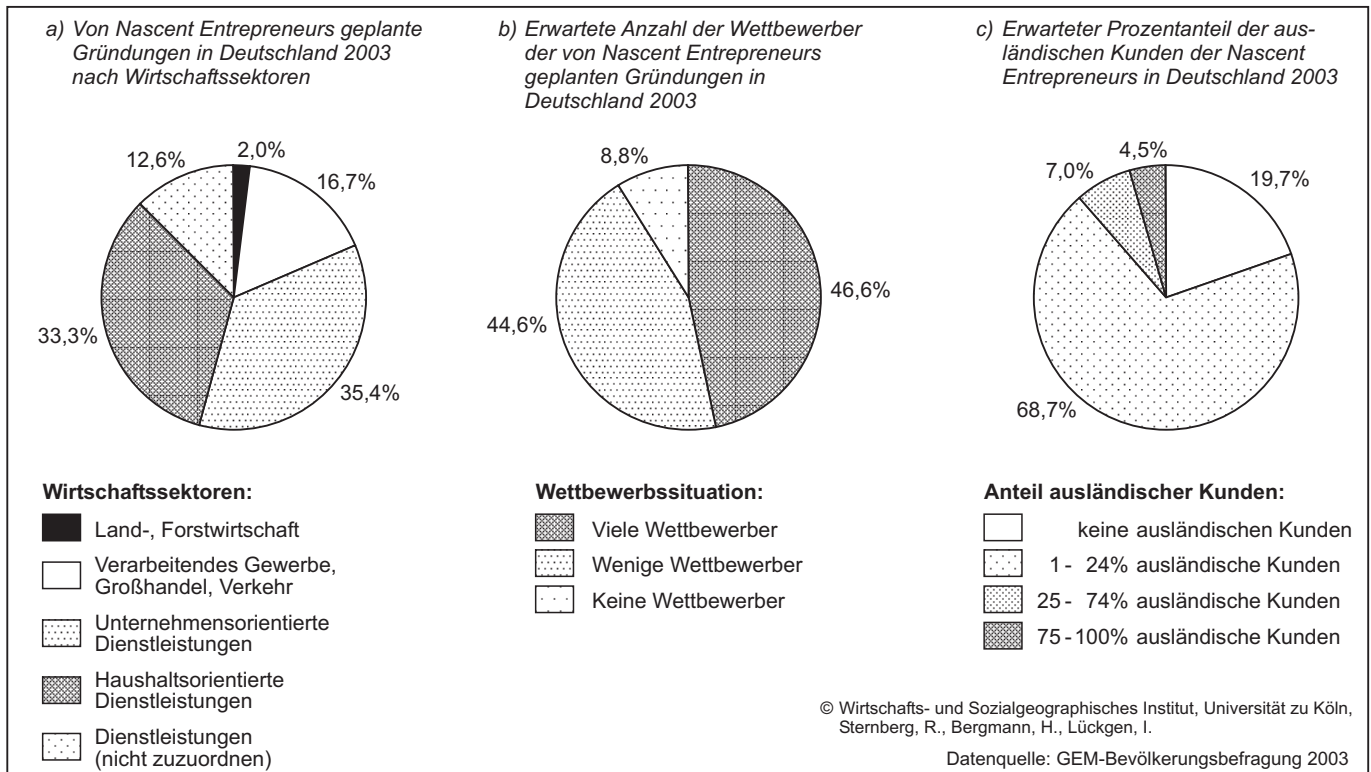 a) Von Nascent Entrepreneurs geplante
Gründungen in Deutschland 2003
nach Wirtschaftssektoren
2,0%
16,7%
35,4%
33,3%
12,6%
Wirtschaftssektoren:
Land-, Forstwirtschaft
Verarbeitendes Gewerbe,
Großhandel, Verkehr
Unternehmensorientierte
Dienstleistungen
Haushaltsorientierte
Dienstleistungen
Dienstleistungen
(nicht zuzuordnen)
b) Erwartete Anzahl der Wettbewerber
der von Nascent Entrepreneurs
geplanten Gründungen in
Deutschland 2003
8,8%
46,6%
44,6%
Wettbewerbssituation:
Viele Wettbewerber
Wenige Wettbewerber
Keine Wettbewerber
c) Erwarteter Prozentanteil der aus-
ländischen Kunden der Nascent
Entrepreneurs in Deutschland 2003
4,5%
7,0%
19,7%
68,7%
Anteil ausländischer Kunden:
keine ausländischen Kunden
1 - 24% ausländische Kunden
25 - 74% ausländische Kunden
75 - 100% ausländische Kunden
© Wirtschafts- und Sozialgeographisches Institut, Universität zu Köln,
Sternberg, R., Bergmann, H., Lückgen, I.
Datenquelle: GEM-Bevölkerungsbefragung 2003